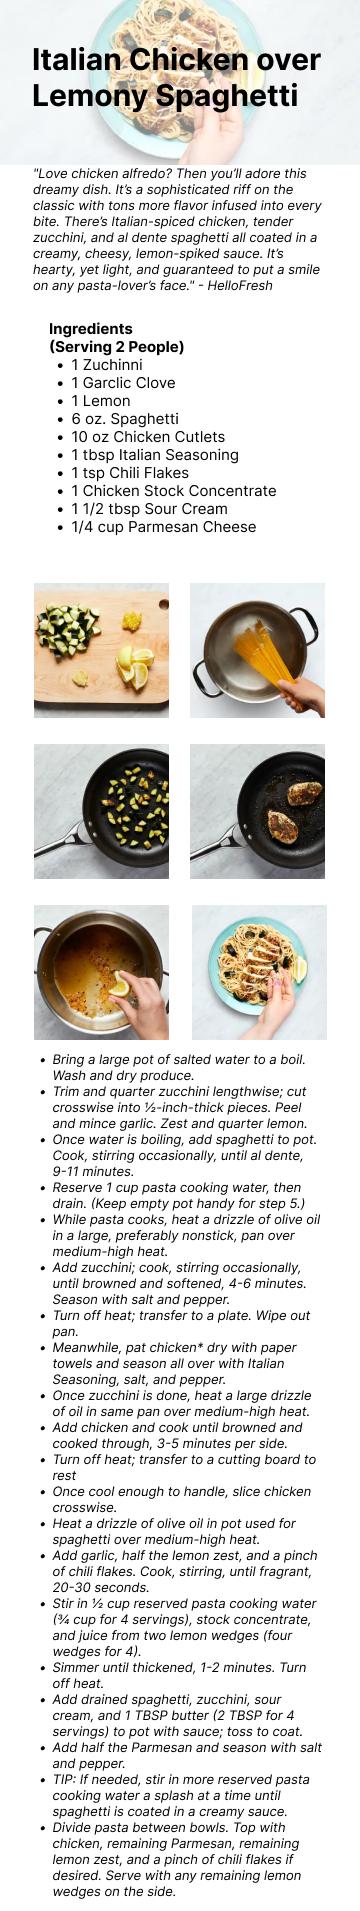 Italian Chicken over
Lemony Spaghetti
"Love chicken alfredo? Then you'll adore this
dreamy dish. It's a sophisticated riff on the
classic with tons more flavor infused into every
bite. There's Italian-spiced chicken, tender
zucchini, and al dente spaghetti all coated in a
creamy, cheesy, lemon-spiked sauce. It's
hearty, yet light, and guaranteed to put a smile
on any pasta-lover's face." - HelloFresh
Ingredients
(Serving 2 People)
• 1 Zuchinni
• 1 Garclic Clove
• 1 Lemon
• 6 oz. Spaghetti
• 10 oz Chicken Cutlets
• 1 tbsp Italian Seasoning
• 1 tsp Chili Flakes
• 1 Chicken Stock Concentrate
• 1 1/2 tbsp Sour Cream
• 1/4 cup Parmesan Cheese
• Bring a large pot of salted water to a boil.
Wash and dry produce.
• Trim and quarter zucchini lengthwise; cut
crosswise into ½-inch-thick pieces. Peel
and mince garlic. Zest and quarter lemon.
• Once water is boiling, add spaghetti to pot.
Cook, stirring occasionally, until al dente,
9-11 minutes.
• Reserve 1 cup pasta cooking water, then
drain. (Keep empty pot handy for step 5.)
• While pasta cooks, heat a drizzle of olive oil
in a large, preferably nonstick, pan over
medium-high heat.
• Add zucchini; cook, stirring occasionally,
until browned and softened, 4-6 minutes.
Season with salt and pepper.
• Turn off heat; transfer to a plate. Wipe out
pan.
• Meanwhile, pat chicken* dry with paper
towels and season all over with Italian
Seasoning, salt, and pepper.
• Once zucchini is done, heat a large drizzle
of oil in same pan over medium-high heat.
• Add chicken and cook until browned and
cooked through, 3-5 minutes per side.
• Turn off heat; transfer to a cutting board to
rest
• Once cool enough to handle, slice chicken
crosswise.
• Heat a drizzle of olive oil in pot used for
spaghetti over medium-high heat.
• Add garlic, half the lemon zest, and a pinch
of chili flakes. Cook, stirring, until fragrant,
20-30 seconds.
• Stir in ½ cup reserved pasta cooking water
(¾ cup for 4 servings), stock concentrate,
and juice from two lemon wedges (four
wedges for 4).
• Simmer until thickened, 1-2 minutes. Turn
off heat.
• Add drained spaghetti, zucchini, sour
cream, and 1 TBSP butter (2 TBSP for 4
servings) to pot with sauce; toss to coat.
• Add half the Parmesan and season with salt
and pepper.
• TIP: If needed, stir in more reserved pasta
cooking water a splash at a time until
spaghetti is coated in a creamy sauce.
• Divide pasta between bowls. Top with
chicken, remaining Parmesan, remaining
lemon zest, and a pinch of chili flakes if
desired. Serve with any remaining lemon
wedges on the side.